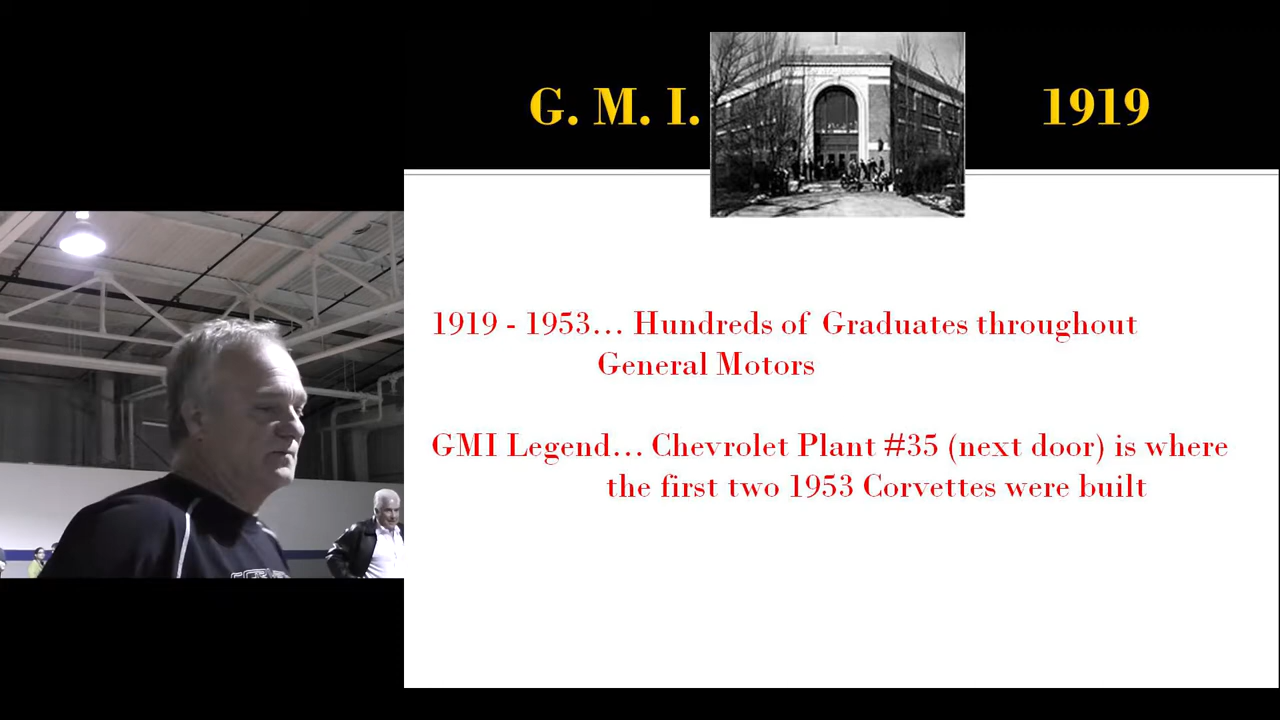 G. M. I. 1919
1919 - 1953... Hundreds of Graduates throughout
General Motors
GMI Legend... Chevrolet Plant #35 (next door) is where
the first two 1953 Corvettes were built